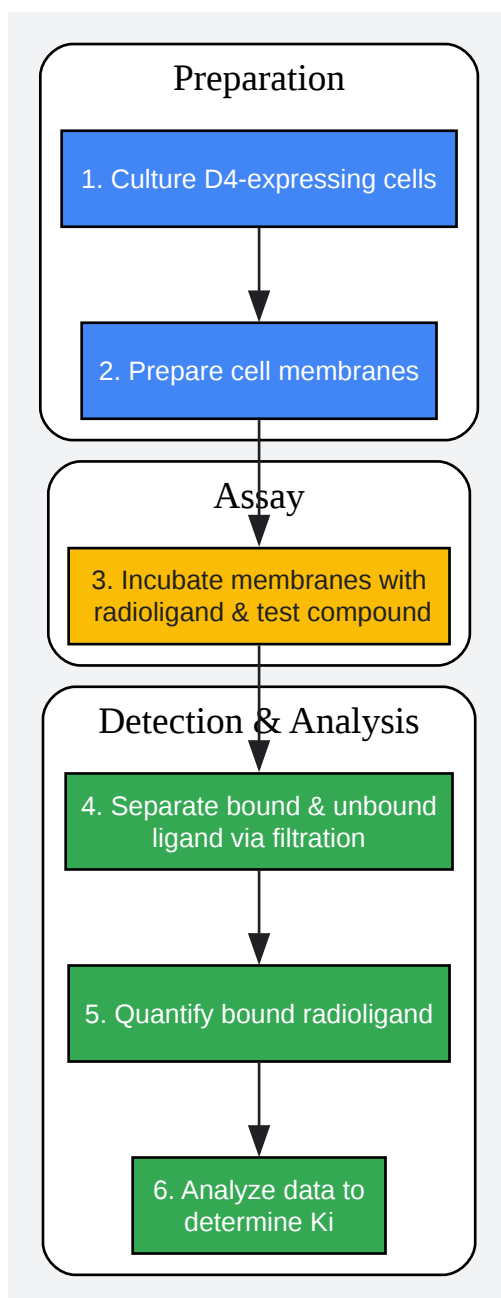 Preparation
1. Culture D4-expressing cells
2. Prepare cell membranes
Assay
3. Incubate membranes with
radioligand & test compound
Detection & Analysis
4. Separate bound & unbound
ligand via filtration
5. Quantify bound radioligand
6. Analyze data to
determine Ki